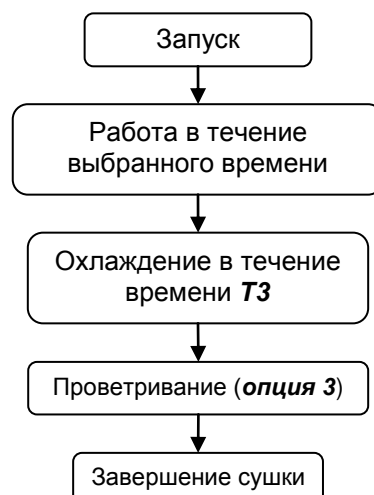 Запуск
Работа в течение
выбранного времени
Охлаждение в течение
времени Т3
Проветривание (опция 3)
Завершение сушки